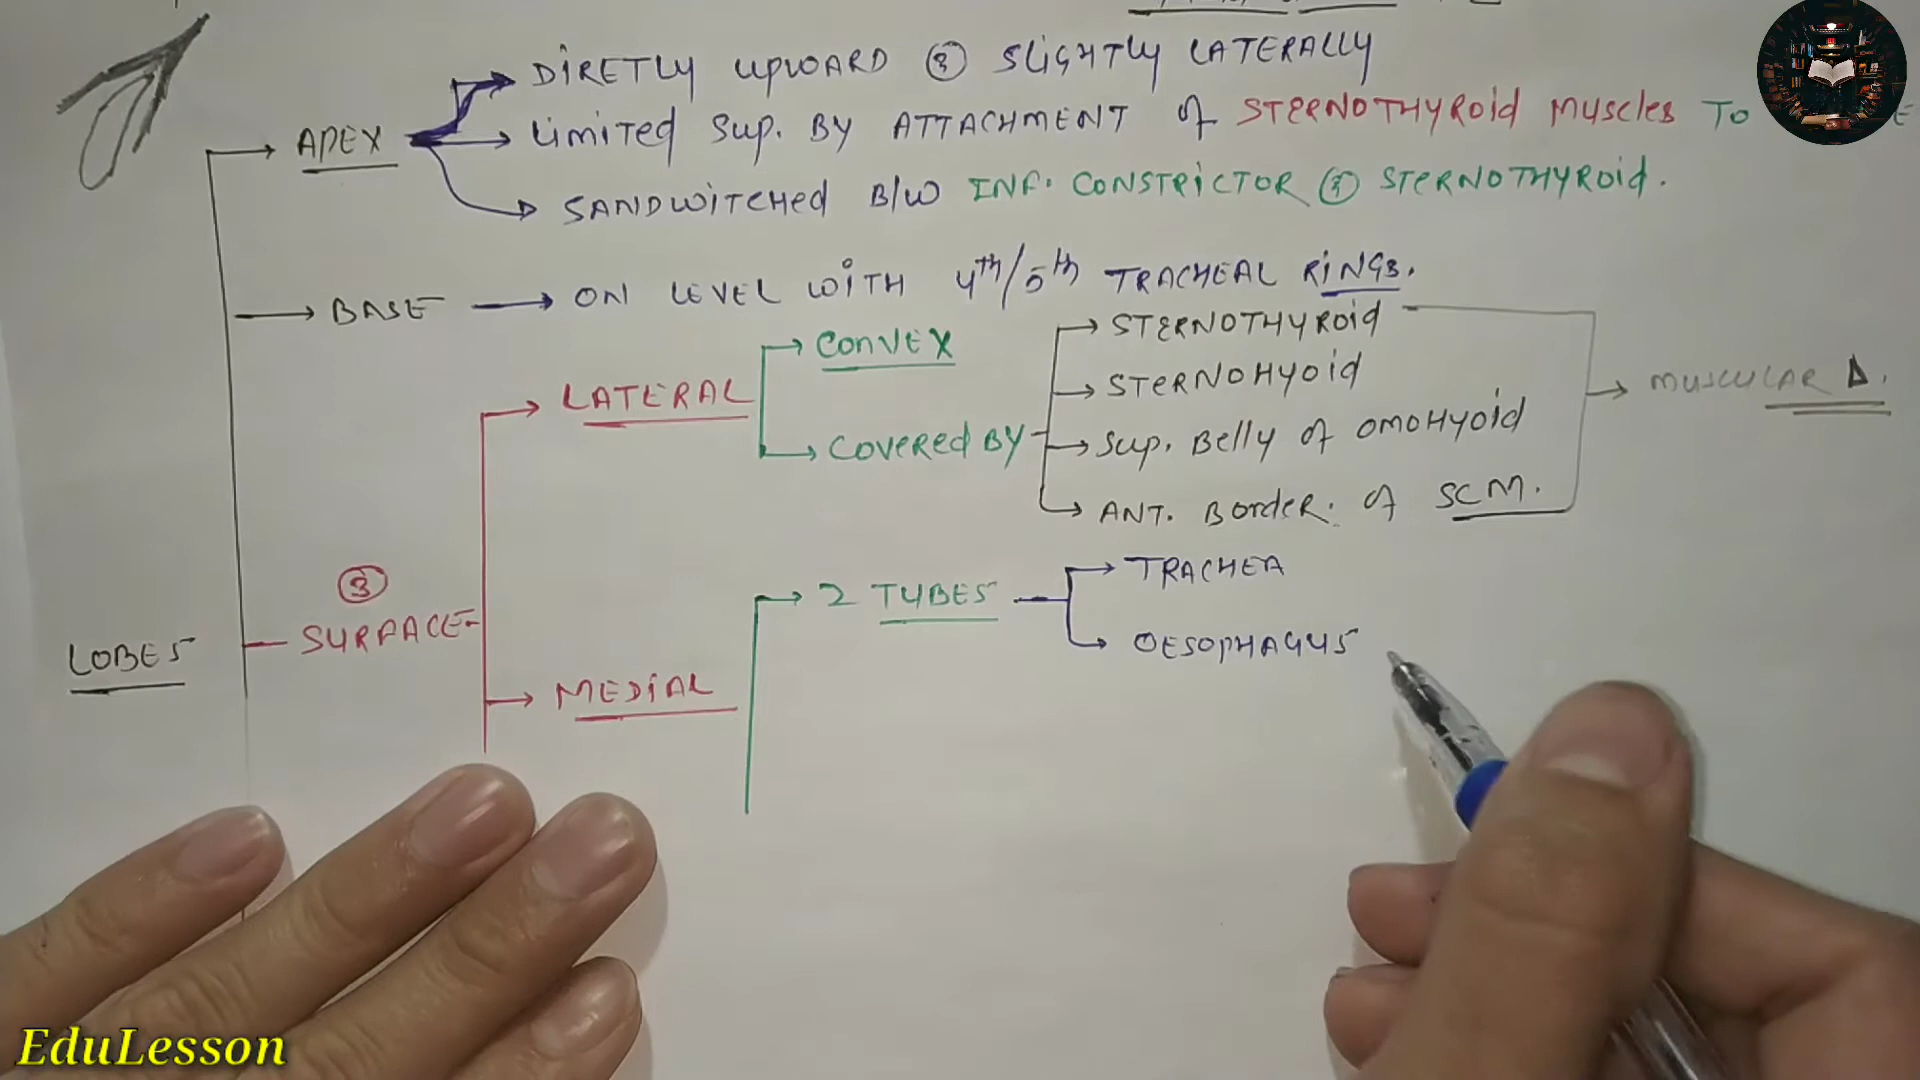 DIRETLY UPWARD & SLIGHTLY LATERALLY
APEX
LIMITED SUP. BY ATTACHMENT OF STERNOTHYROID MUSCLES TO
SANDWITCHED B/W INF. CONSTRICTOR & STERNOTHYROID.
BASE ON LEVEL WITH 4th/5th TRACHEAL RINGS.
LATERAL
CONVEX
COVERED BY
STERNOTHYROID
STERNOHYOID
SUP. BELLY OF OMOHYOID
ANT. BORDER. OF SCM.
MUSCULAR Δ.
LOBES
3
SURFACE
MEDIAL
2 TUBES
TRACHEA
OESOPHAGUS
EduLesson